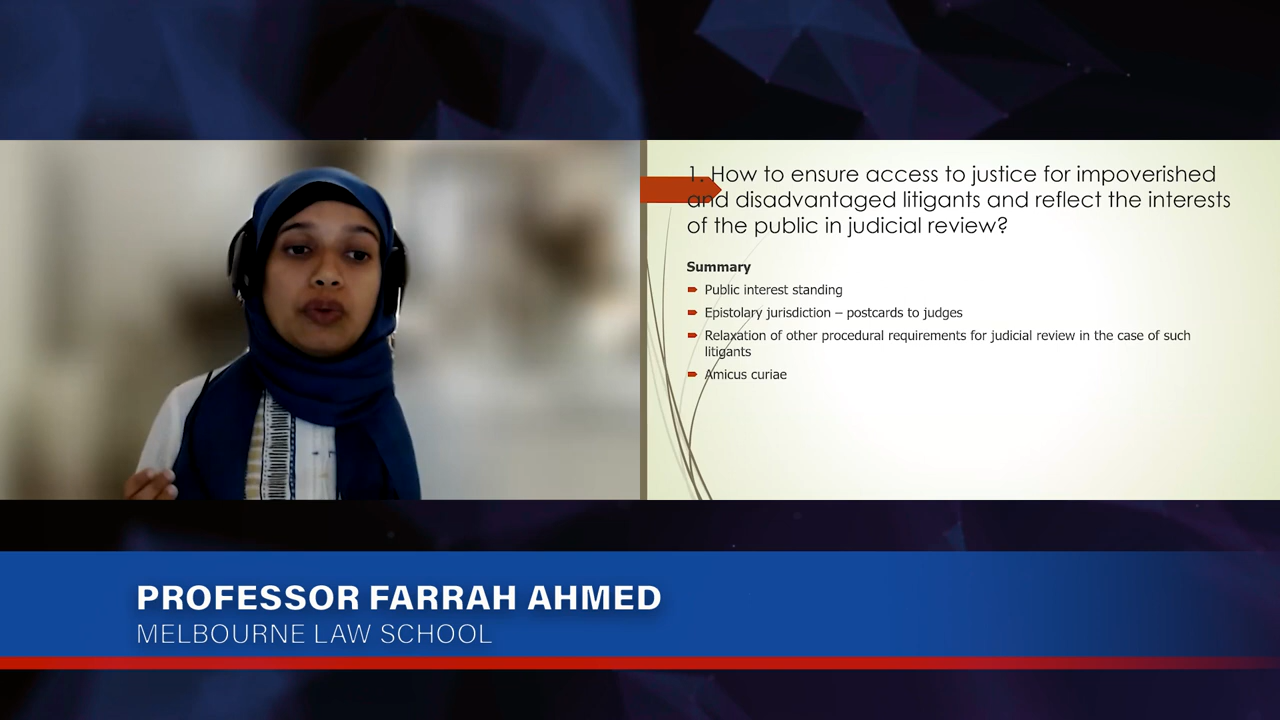 1. How to ensure access to justice for impoverished
and disadvantaged litigants and reflect the interests
of the public in judicial review?
Summary
Public interest standing
Epistolary jurisdiction – postcards to judges
Relaxation of other procedural requirements for judicial review in the case of such
litigants
Amicus curiae
PROFESSOR FARRAH AHMED
MELBOURNE LAW SCHOOL